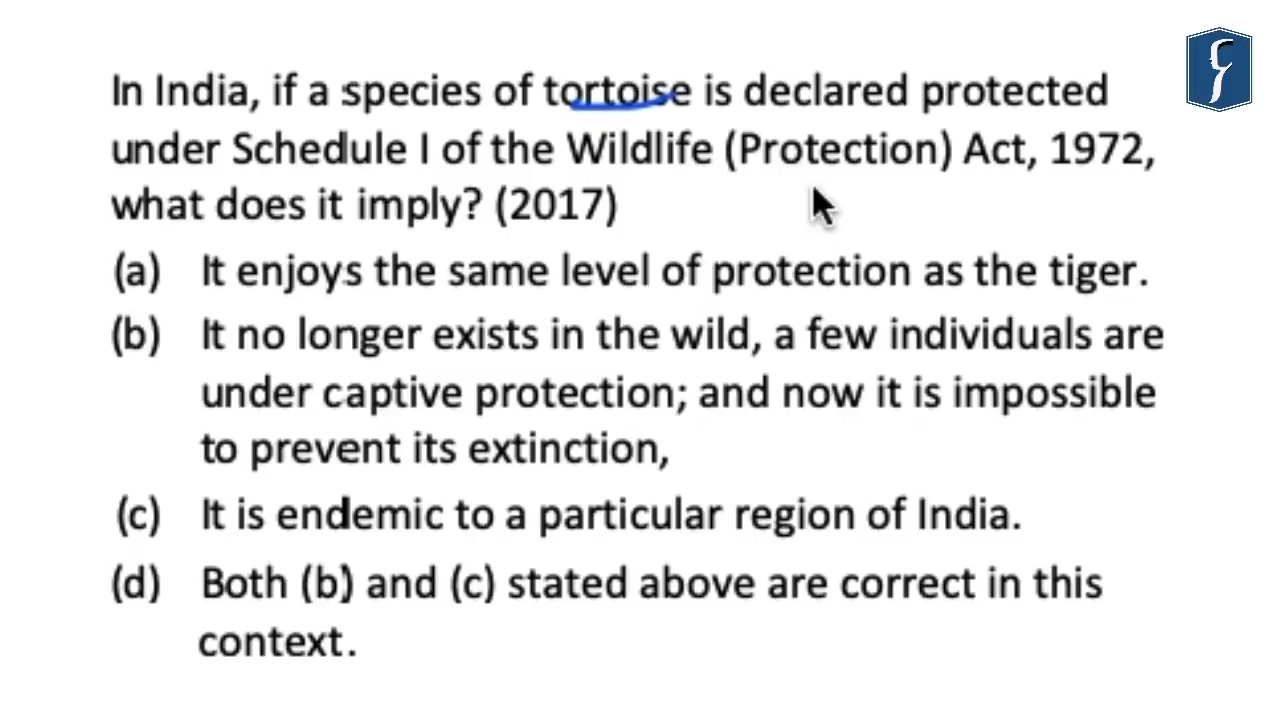 In India, if a species of tortoise is declared protected
under Schedule I of the Wildlife (Protection) Act, 1972,
what does it imply? (2017)
(a) It enjoys the same level of protection as the tiger.
(b) It no longer exists in the wild, a few individuals are
under captive protection; and now it is impossible
to prevent its extinction,
(c) It is endemic to a particular region of India.
(d) Both (b) and (c) stated above are correct in this
context.